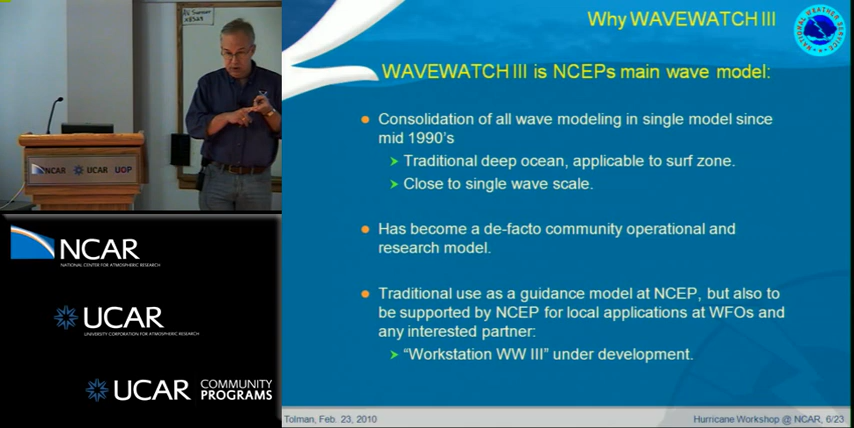 NCAR UCAR UOP
NCAR
NATIONAL CENTER FOR ATMOSPHERIC RESEARCH
UCAR
UNIVERSITY CORPORATION FOR ATMOSPHERIC RESEARCH
UCAR COMMUNITY PROGRAMS
Why WAVEWATCH III
NATIONAL WEATHER SERVICE
WAVEWATCH III is NCEPs main wave model:
Consolidation of all wave modeling in single model since
mid 1990's
Traditional deep ocean, applicable to surf zone.
Close to single wave scale.
Has become a de-facto community operational and
research model.
Traditional use as a guidance model at NCEP, but also to
be supported by NCEP for local applications at WFOs and
any interested partner:
"Workstation WW III" under development.
Tolman, Feb. 23, 2010
Hurricane Workshop @ NCAR, 6/23